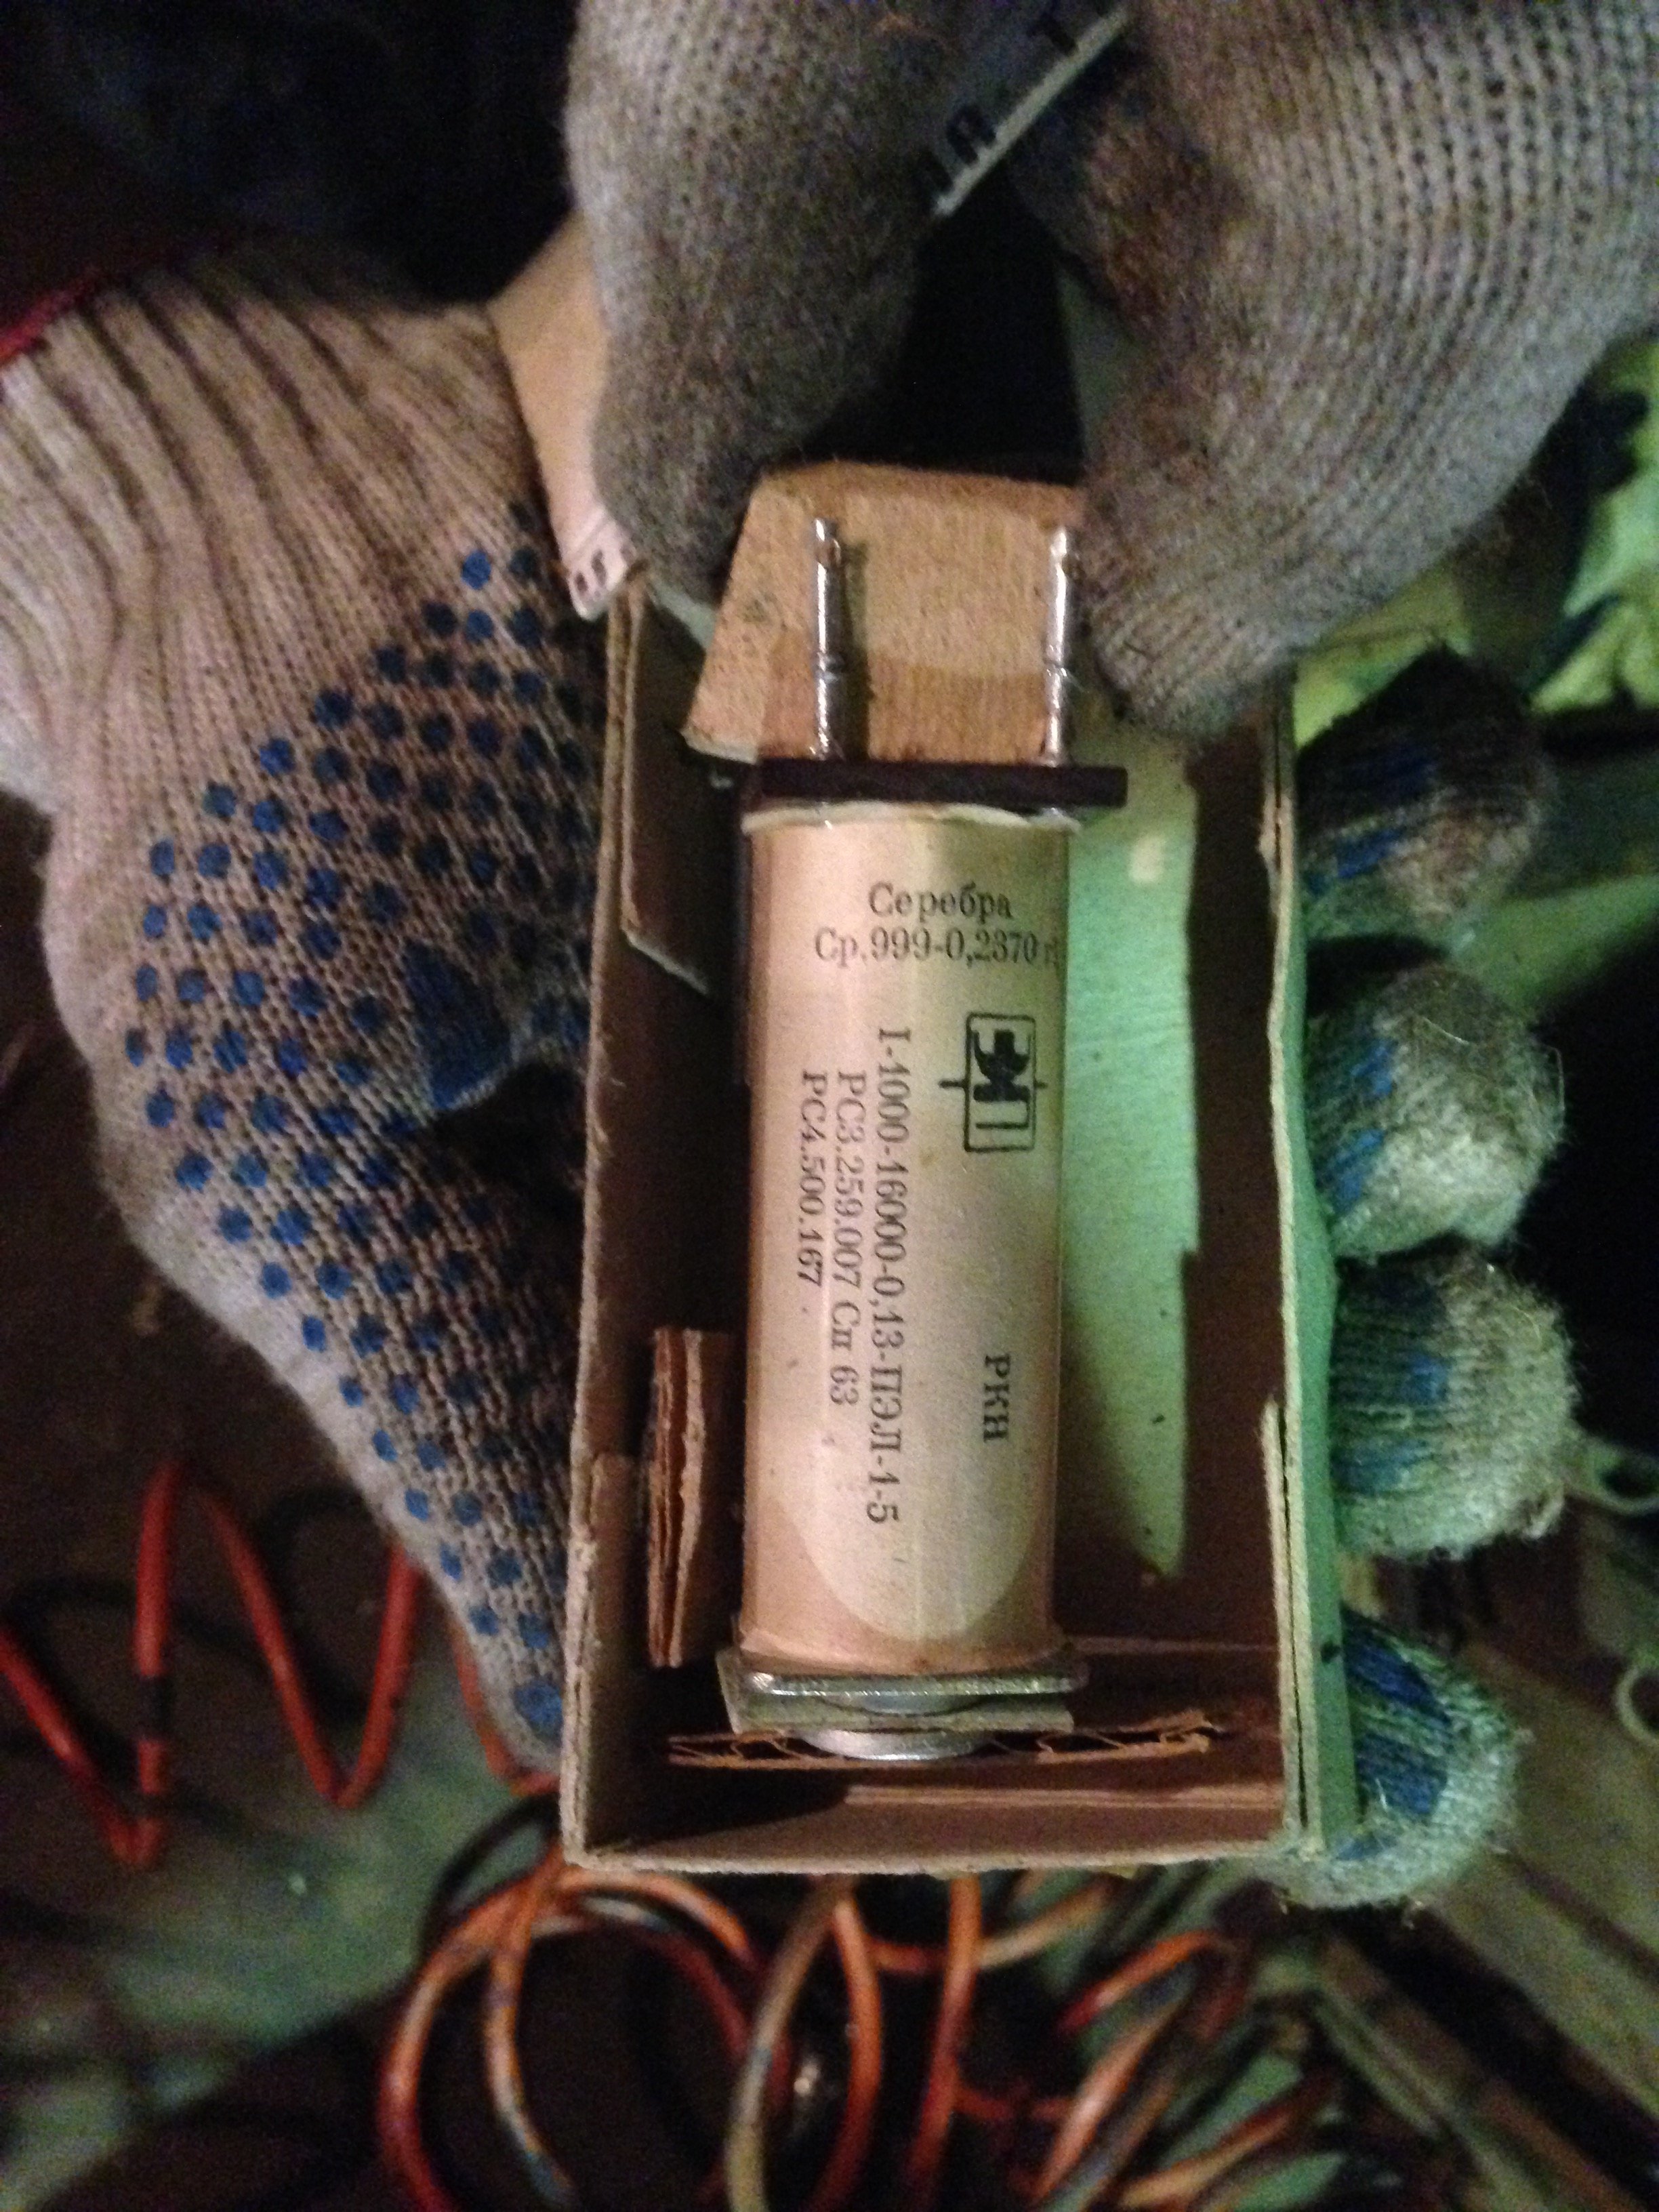 Серебра
Ср.999-0,2370 г
РКН
I-1000-16000-0,13-ПЭЛ-1-5
РС3.259.007 Сп 63
РС4.500.167